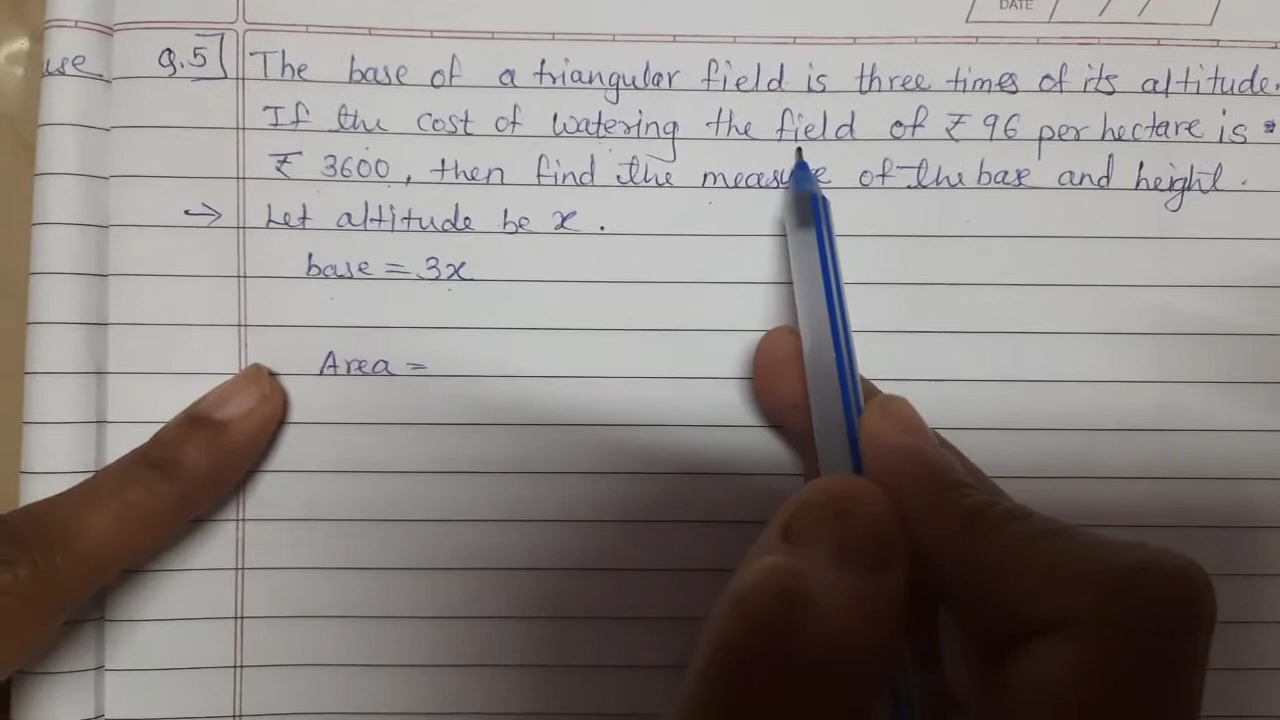 DATE
use Q.5] The base of a triangular field is three times of its altitude.
If the cost of watering the field of ₹ 96 per hectare is
₹ 3600, then find the measure of the base and height.
→ Let altitude be x.
base = 3x
Area =